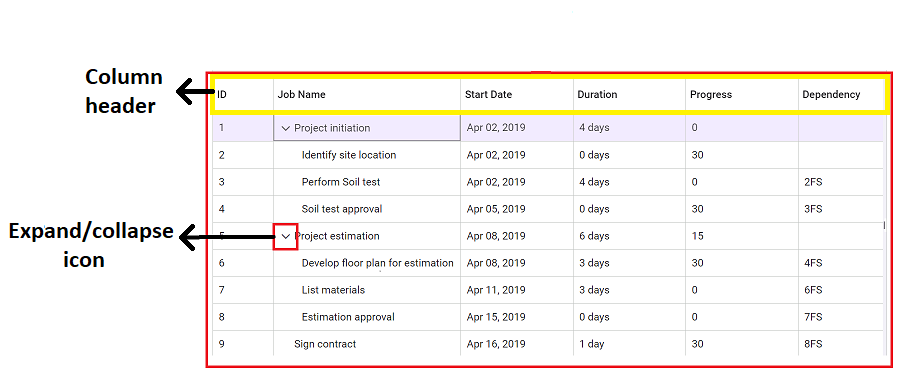 Column
header
ID Job Name Start Date Duration Progress Dependency
1 Project initiation Apr 02, 2019 4 days 0
2 Identify site location Apr 02, 2019 0 days 30
3 Perform Soil test Apr 02, 2019 4 days 0 2FS
4 Soil test approval Apr 05, 2019 0 days 30 3FS
Expand/collapse
icon
5 Project estimation Apr 08, 2019 6 days 15
6 Develop floor plan for estimation Apr 08, 2019 3 days 30 4FS
7 List materials Apr 11, 2019 3 days 0 6FS
8 Estimation approval Apr 15, 2019 0 days 0 7FS
9 Sign contract Apr 16, 2019 1 day 30 8FS